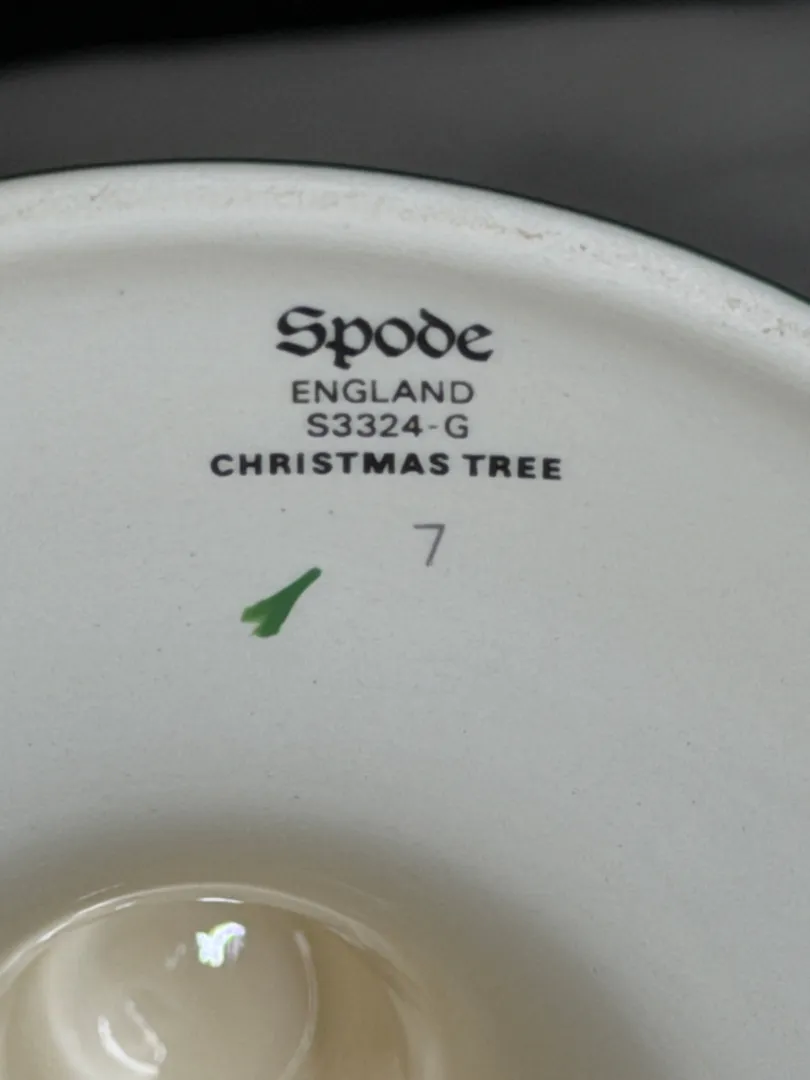 Spode
ENGLAND
S3324-G
CHRISTMAS TREE
7